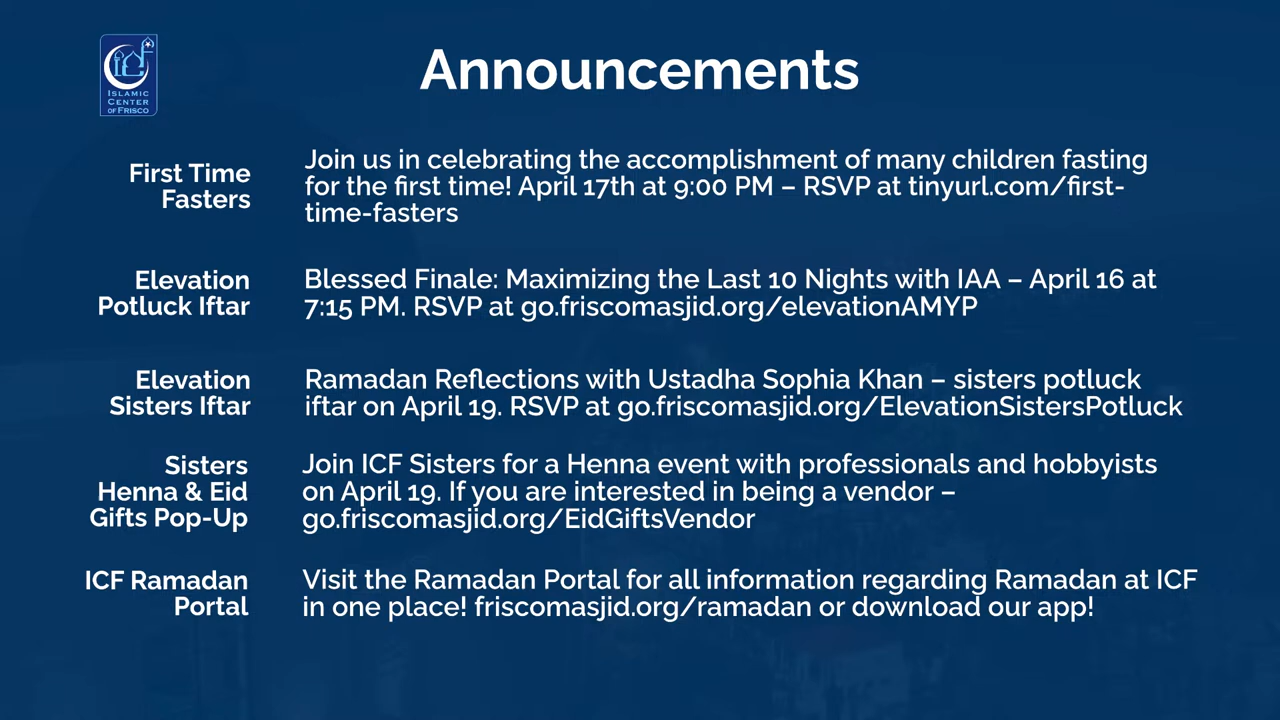 ISLAMIC
CENTER
OF FRISCO
Announcements
First Time
Fasters
Join us in celebrating the accomplishment of many children fasting
for the first time! April 17th at 9:00 PM – RSVP at tinyurl.com/first-
time-fasters
Elevation
Potluck Iftar
Blessed Finale: Maximizing the Last 10 Nights with IAA – April 16 at
7:15 PM. RSVP at go.friscomasjid.org/elevationAMYP
Elevation
Sisters Iftar
Ramadan Reflections with Ustadha Sophia Khan – sisters potluck
iftar on April 19. RSVP at go.friscomasjid.org/ElevationSistersPotluck
Sisters
Henna & Eid
Gifts Pop-Up
Join ICF Sisters for a Henna event with professionals and hobbyists
on April 19. If you are interested in being a vendor –
go.friscomasjid.org/EidGiftsVendor
ICF Ramadan
Portal
Visit the Ramadan Portal for all information regarding Ramadan at ICF
in one place! friscomasjid.org/ramadan or download our app!